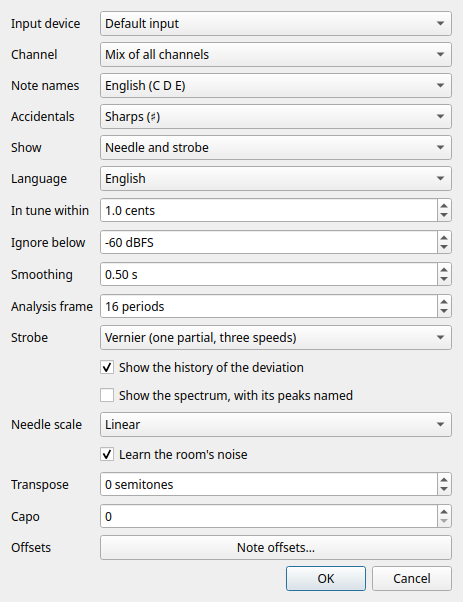 Input device Default input
Channel Mix of all channels
Note names English (C D E)
Accidentals Sharps (♯)
Show Needle and strobe
Language English
In tune within 1.0 cents
Ignore below -60 dBFS
Smoothing 0.50 s
Analysis frame 16 periods
Strobe Vernier (one partial, three speeds)
Show the history of the deviation
Show the spectrum, with its peaks named
Needle scale Linear
Learn the room's noise
Transpose 0 semitones
Capo 0
Offsets Note offsets...
OK Cancel